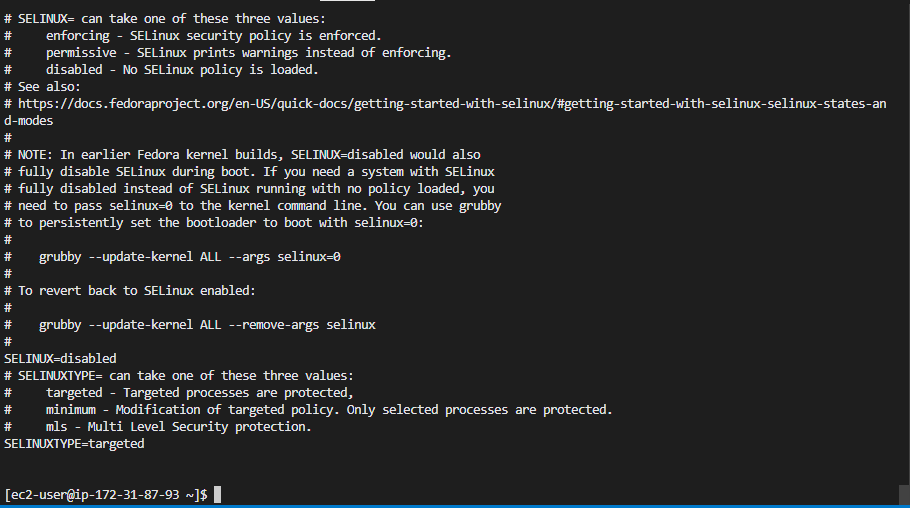 # SELINUX= can take one of these three values:
#     enforcing - SELinux security policy is enforced.
#     permissive - SELinux prints warnings instead of enforcing.
#     disabled - No SELinux policy is loaded.
# See also:
# https://docs.fedoraproject.org/en-US/quick-docs/getting-started-with-selinux/#getting-started-with-selinux-selinux-states-an
d-modes
#
# NOTE: In earlier Fedora kernel builds, SELINUX=disabled would also
# fully disable SELinux during boot. If you need a system with SELinux
# fully disabled instead of SELinux running with no policy loaded, you
# need to pass selinux=0 to the kernel command line. You can use grubby
# to persistently set the bootloader to boot with selinux=0:
#
#    grubby --update-kernel ALL --args selinux=0
#
# To revert back to SELinux enabled:
#
#    grubby --update-kernel ALL --remove-args selinux
#
SELINUX=disabled
# SELINUXTYPE= can take one of these three values:
#     targeted - Targeted processes are protected,
#     minimum - Modification of targeted policy. Only selected processes are protected.
#     mls - Multi Level Security protection.
SELINUXTYPE=targeted
[ec2-user@ip-172-31-87-93 ~]$